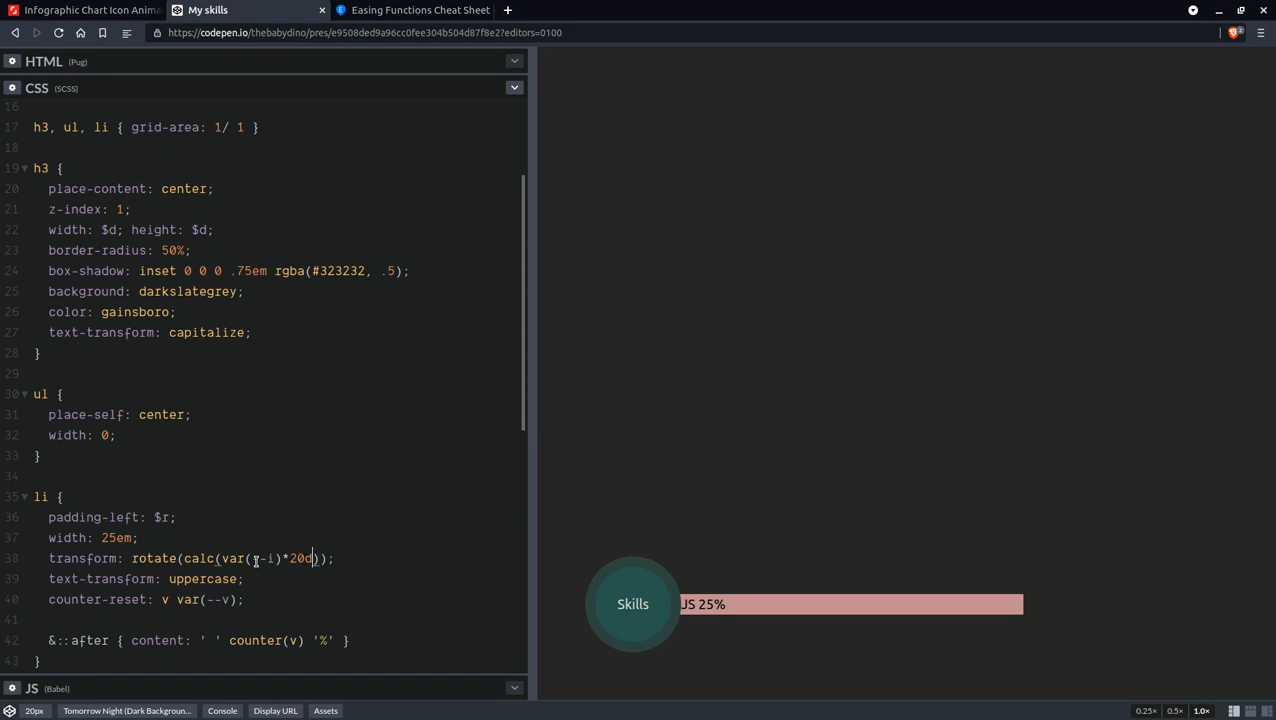 Infographic Chart Icon Anima
My skills
Easing Functions Cheat Sheet
https://codepen.io/thebabydino/pres/e9508ded9a96cc0fee304b504d87f8e2?editors=0100
2
HTML (Pug)
CSS (SCSS)
16
17 h3, ul, li { grid-area: 1/ 1 }
18
19 h3 {
20 place-content: center;
21 z-index: 1;
22 width: $d; height: $d;
23 border-radius: 50%;
24 box-shadow: inset 0 0 0 .75em rgba(#323232, .5);
25 background: darkslategrey;
26 color: gainsboro;
27 text-transform: capitalize;
28 }
29
30 ul {
31 place-self: center;
32 width: 0;
33 }
34
35 li {
36 padding-left: $r;
37 width: 25em;
38 transform: rotate(calc(var(--i)*20d));
39 text-transform: uppercase;
40 counter-reset: v var(--v);
41
42 &::after { content: ' ' counter(v) '%' }
43 }
Skills
JS 25%
JS (Babel)
20px Tomorrow Night (Dark Backgroun... Console Display URL Assets 0.25× 0.5× 1.0×